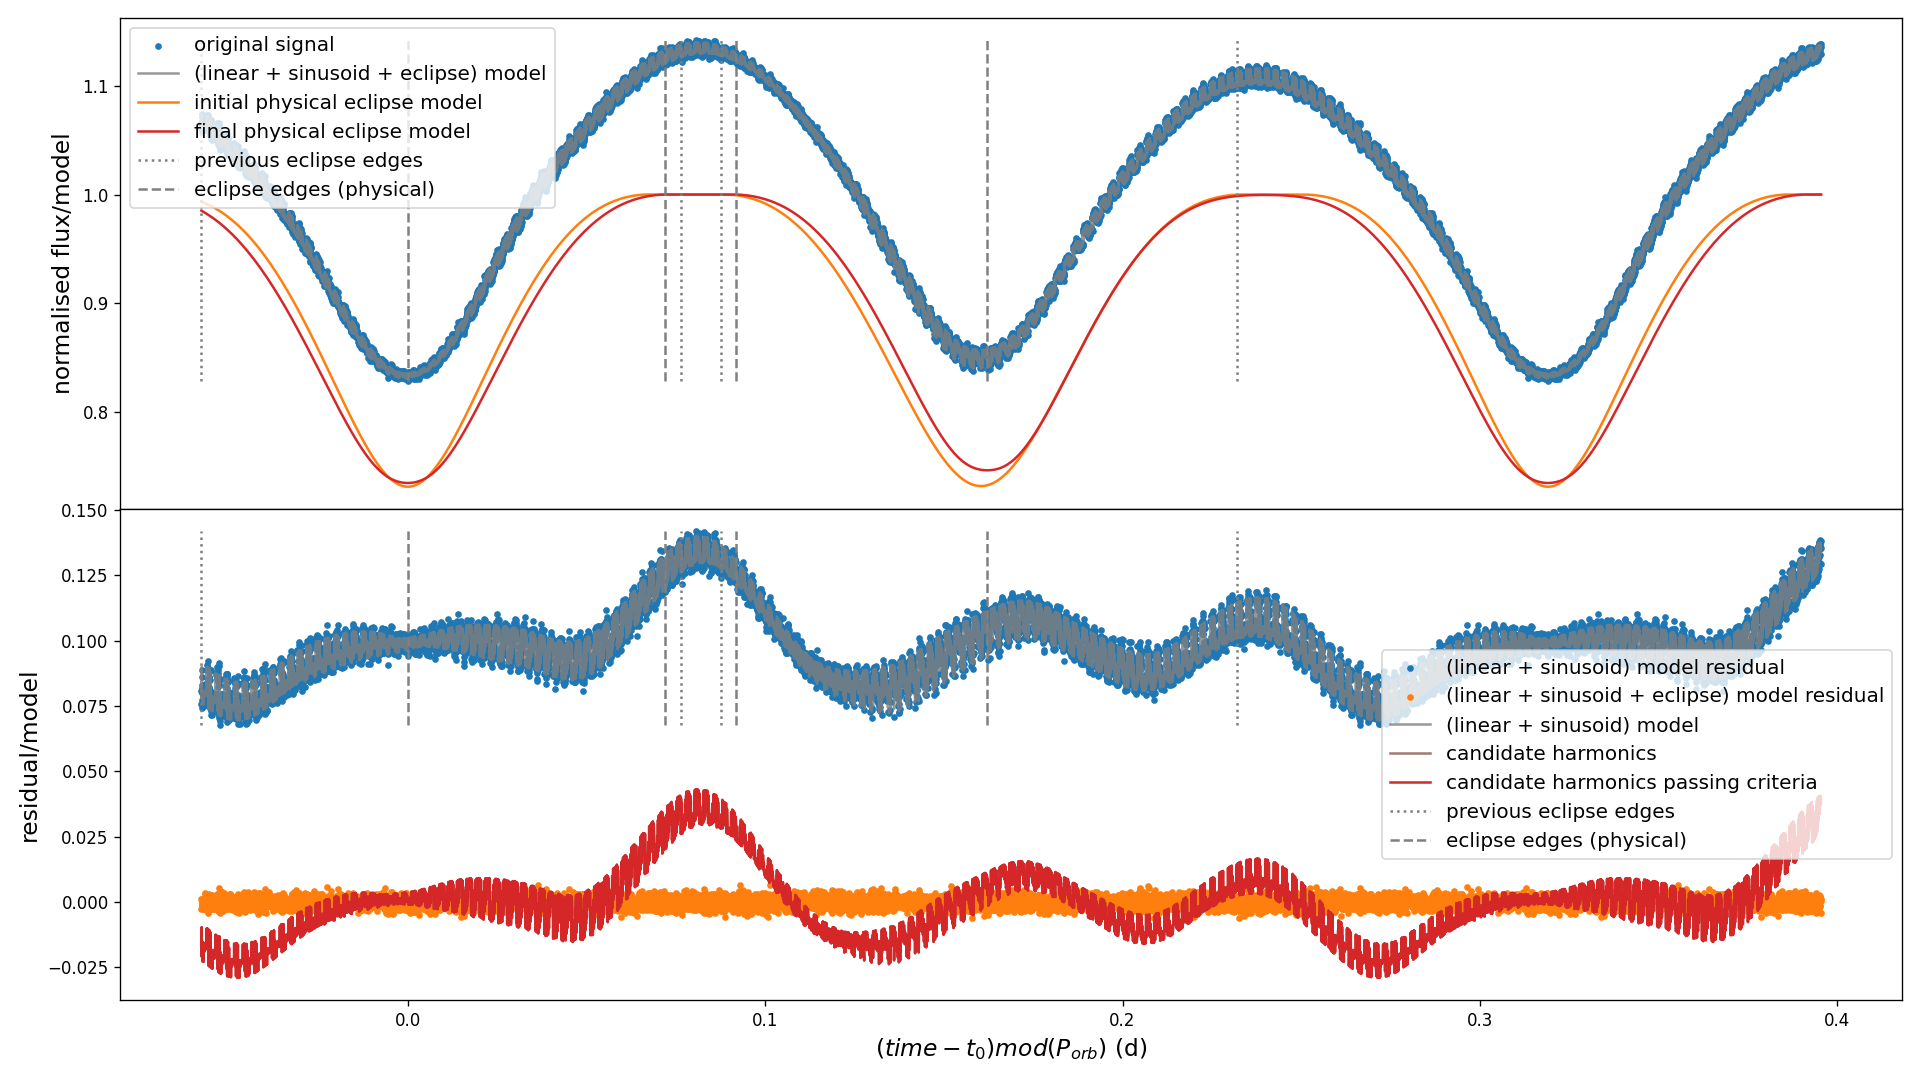 original signal
(linear + sinusoid + eclipse) model
initial physical eclipse model
final physical eclipse model
previous eclipse edges
eclipse edges (physical)
normalised flux/model
1.1
1.0
0.9
0.8
(linear + sinusoid) model residual
(linear + sinusoid + eclipse) model residual
(linear + sinusoid) model
candidate harmonics
candidate harmonics passing criteria
previous eclipse edges
eclipse edges (physical)
residual/model
0.150
0.125
0.100
0.075
0.050
0.025
0.000
−0.025
0.0 0.1 0.2 0.3 0.4
(time − t₀)mod(P_orb) (d)